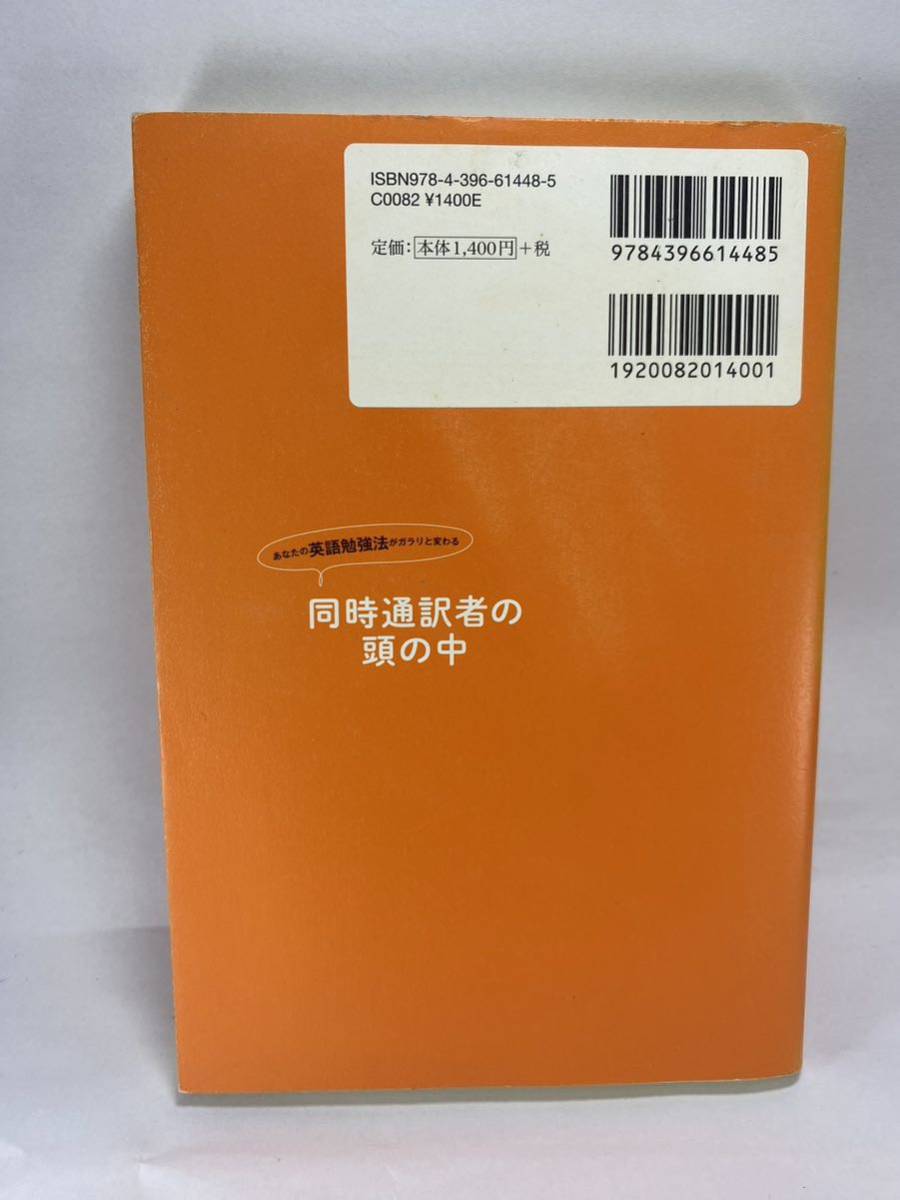 ISBN978-4-396-61448-5
C0082 ¥1400E
定価：本体1,400円＋税
9784396614485
1920082014001
あなたの英語勉強法がガラリと変わる
同時通訳者の
頭の中